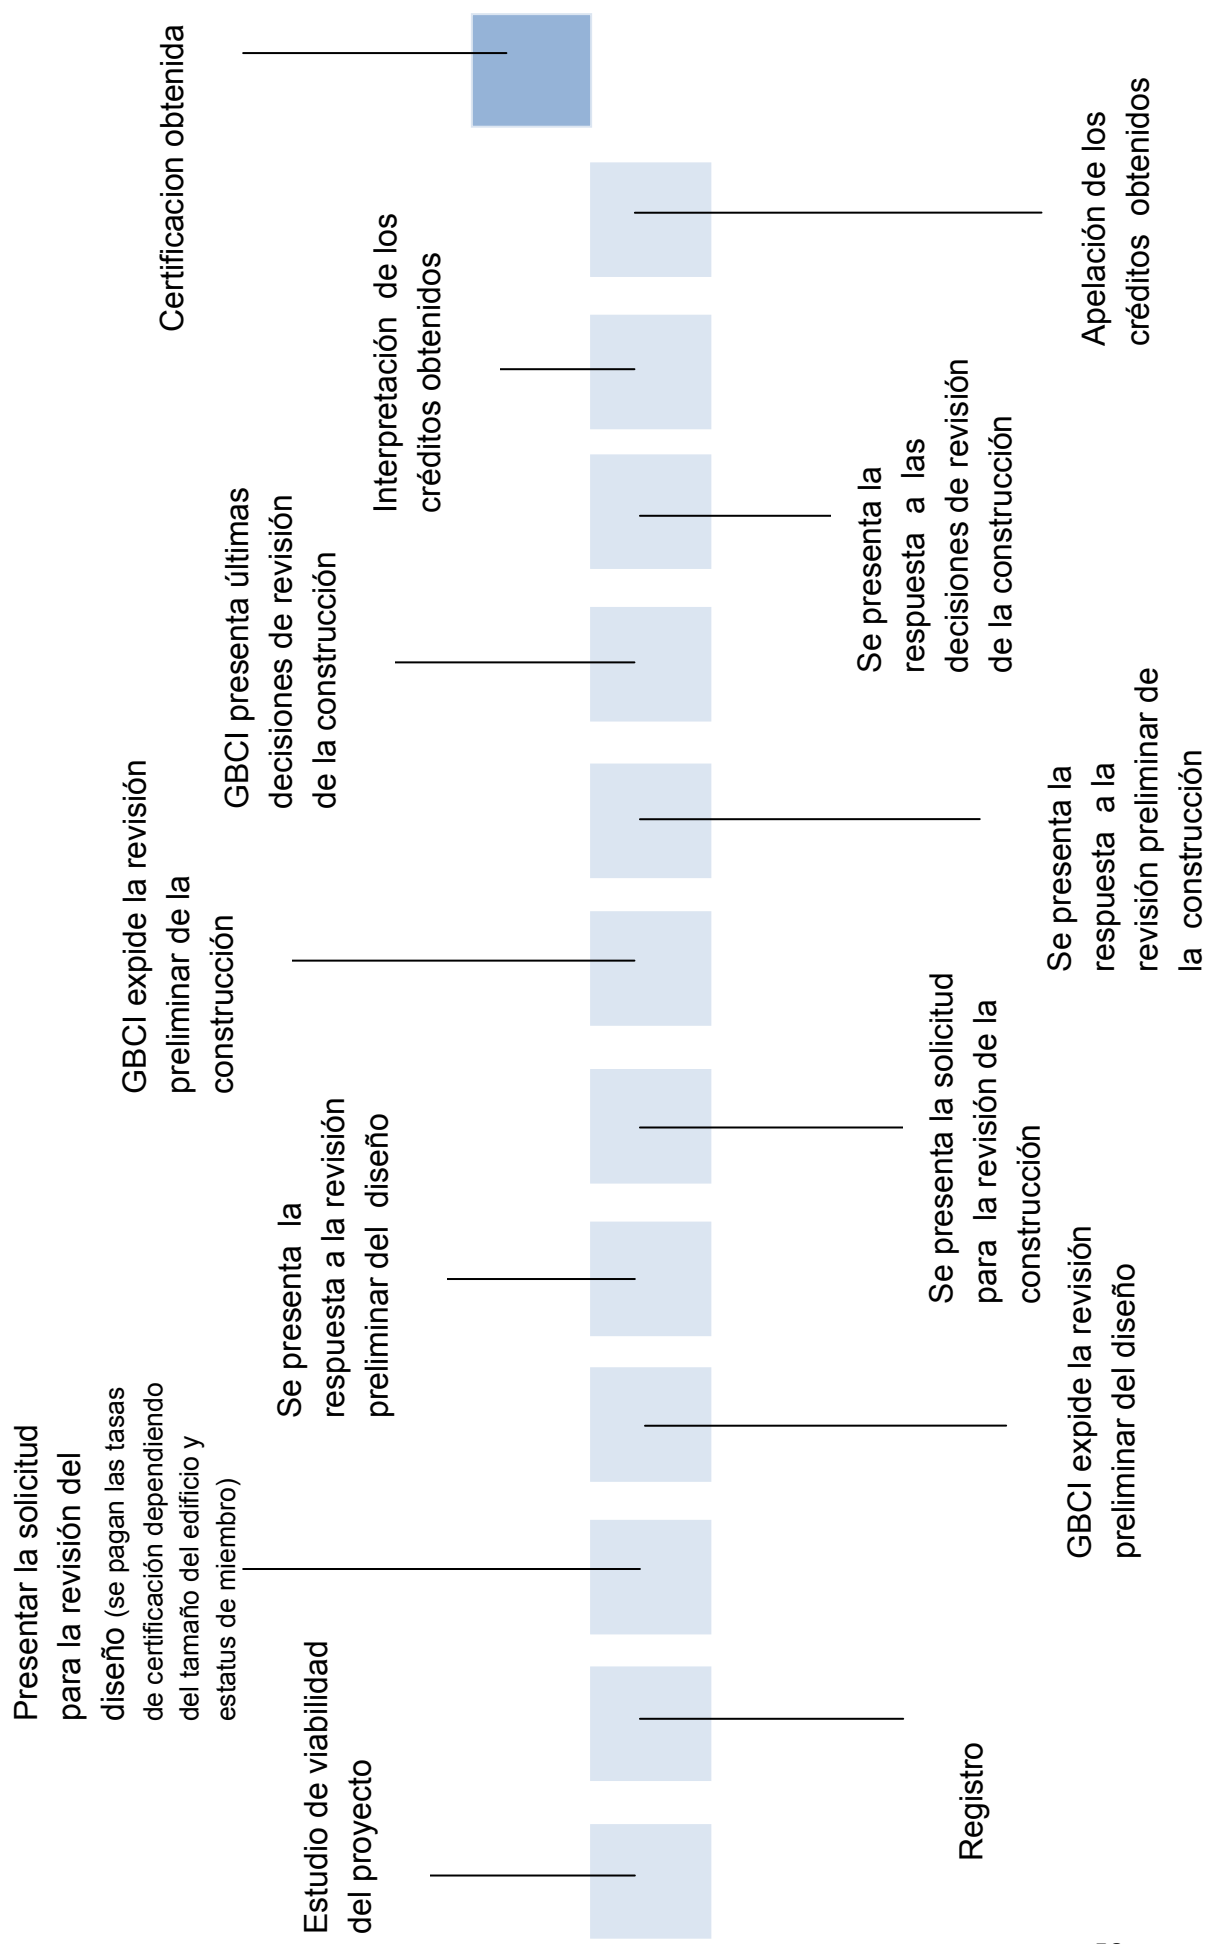 Estudio de viabilidad
del proyecto
Registro
Presentar la solicitud
para la revisión del
diseño (se pagan las tasas
de certificación dependiendo
del tamaño del edificio y
estatus de miembro)
GBCI expide la revisión
preliminar del diseño
Se presenta la
respuesta a la revisión
preliminar del diseño
Se presenta la solicitud
para la revisión de la
construcción
GBCI expide la revisión
preliminar de la
construcción
Se presenta la
respuesta a la
revisión preliminar de
la construcción
GBCI presenta últimas
decisiones de revisión
de la construcción
Se presenta la
respuesta a las
decisiones de revisión
de la construcción
Interpretación de los
créditos obtenidos
Apelación de los
créditos obtenidos
Certificacion obtenida